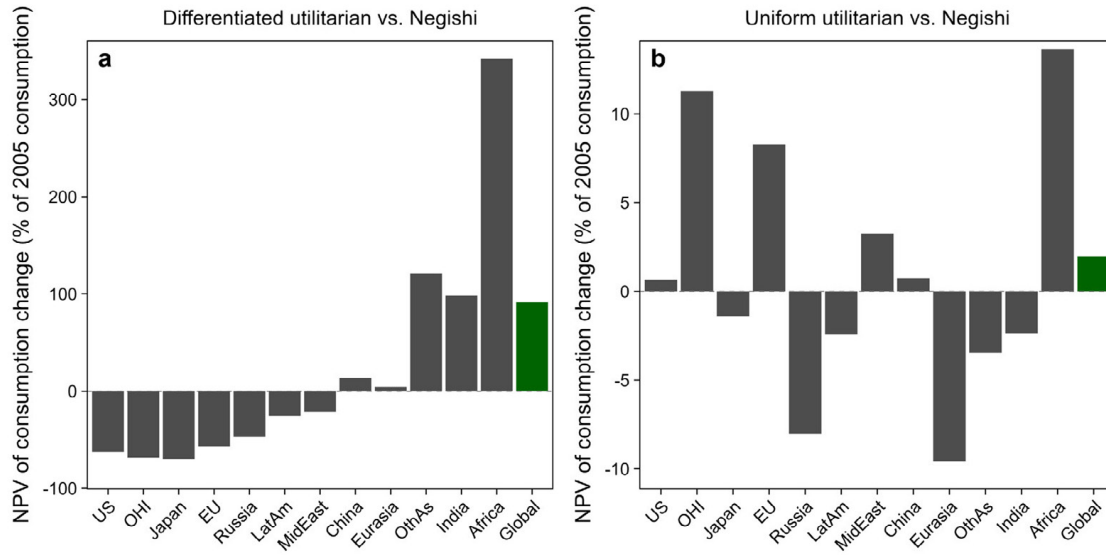 Differentiated utilitarian vs. Negishi
a
NPV of consumption change (% of 2005 consumption)
300
200
100
0
-100
US
OHI
Japan
EU
Russia
LatAm
MidEast
China
Eurasia
OthAs
India
Africa
Global
Uniform utilitarian vs. Negishi
b
NPV of consumption change (% of 2005 consumption)
10
5
0
-5
-10
US
OHI
Japan
EU
Russia
LatAm
MidEast
China
Eurasia
OthAs
India
Africa
Global